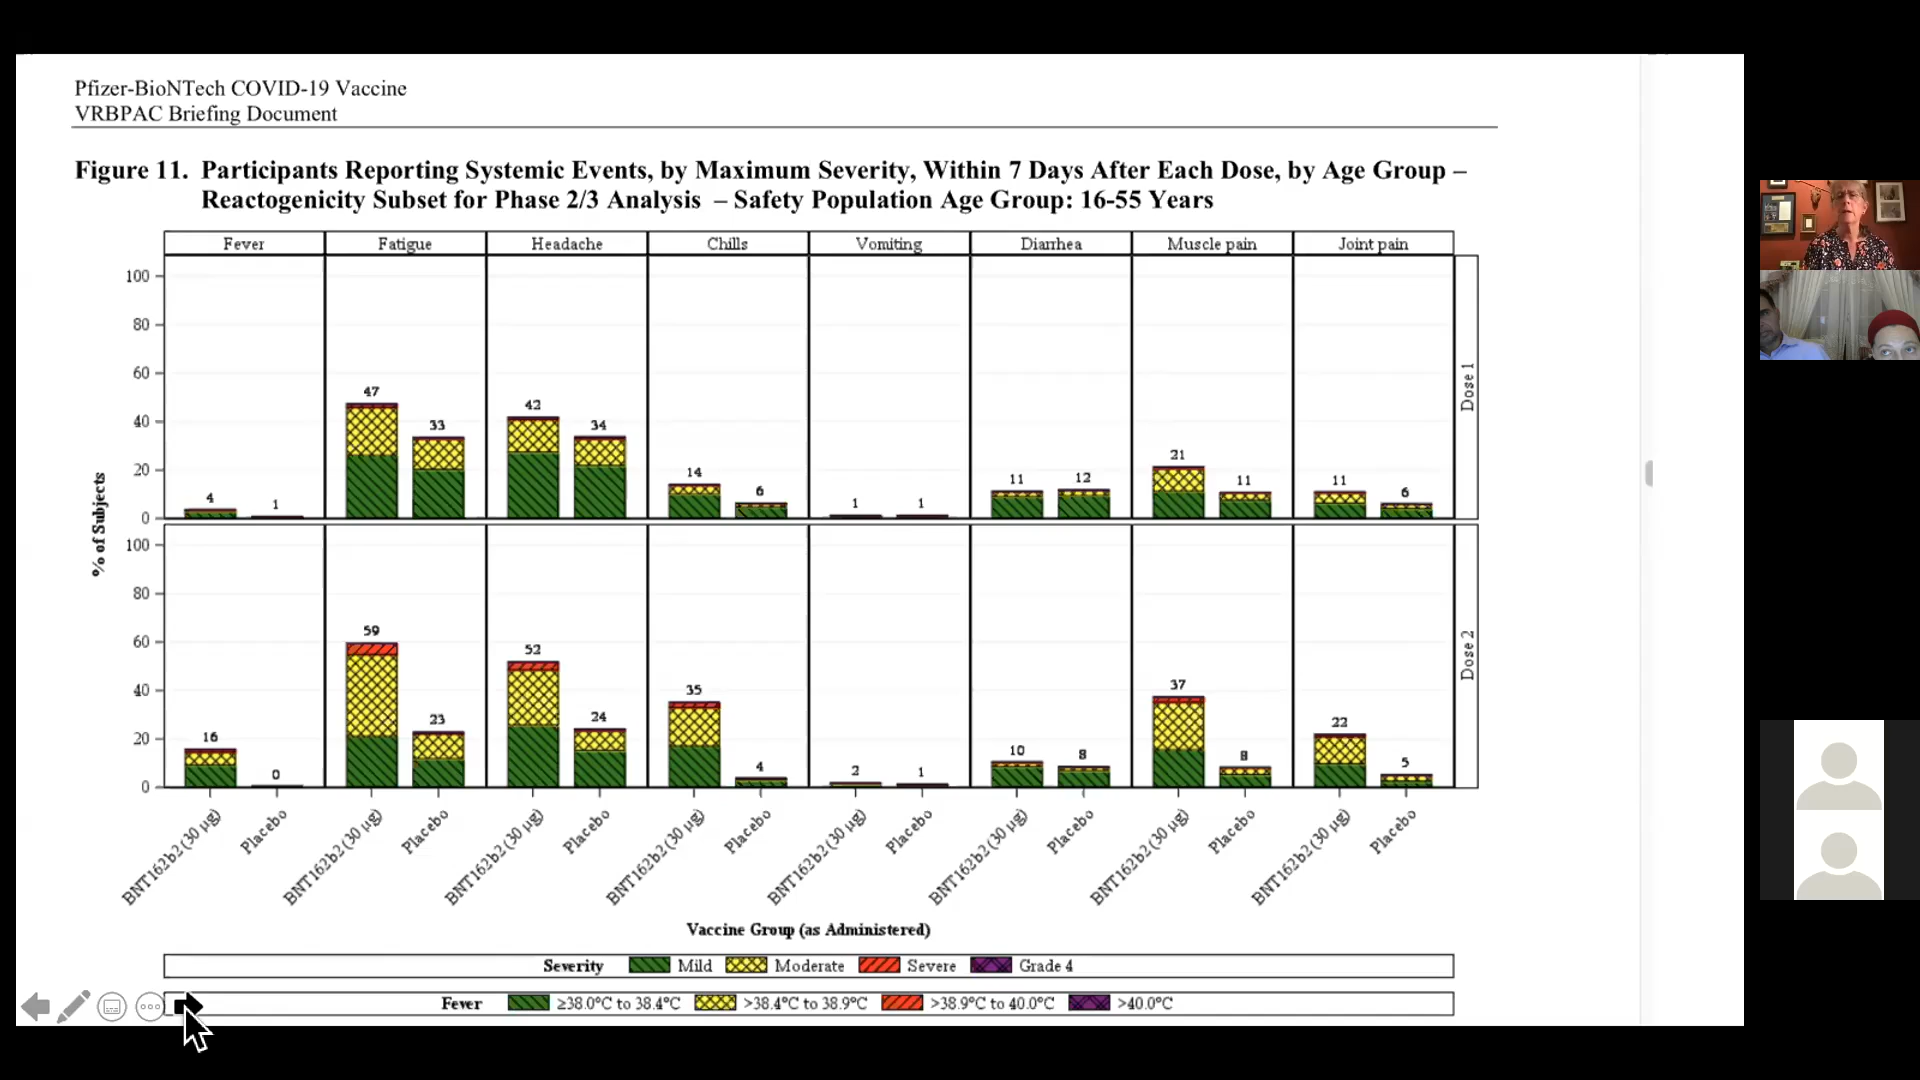 Pfizer-BioNTech COVID-19 Vaccine
VRBPAC Briefing Document
Figure 11. Participants Reporting Systemic Events, by Maximum Severity, Within 7 Days After Each Dose, by Age Group –
Reactogenicity Subset for Phase 2/3 Analysis – Safety Population Age Group: 16-55 Years
Fever Fatigue Headache Chills Vomiting Diarrhea Muscle pain Joint pain
% of Subjects
100
80
60
40
20
0
4 1 47 33 42 34 14 6 1 1 11 12 21 11 11 6
Dose 1
100
80
60
40
20
0
16 0 59 23 52 24 35 4 2 1 10 8 37 8 22 5
Dose 2
BNT162b2 (30 µg) Placebo BNT162b2 (30 µg) Placebo BNT162b2 (30 µg) Placebo BNT162b2 (30 µg) Placebo BNT162b2 (30 µg) Placebo BNT162b2 (30 µg) Placebo BNT162b2 (30 µg) Placebo BNT162b2 (30 µg) Placebo
Vaccine Group (as Administered)
Severity Mild Moderate Severe Grade 4
Fever ≥38.0°C to 38.4°C >38.4°C to 38.9°C >38.9°C to 40.0°C >40.0°C